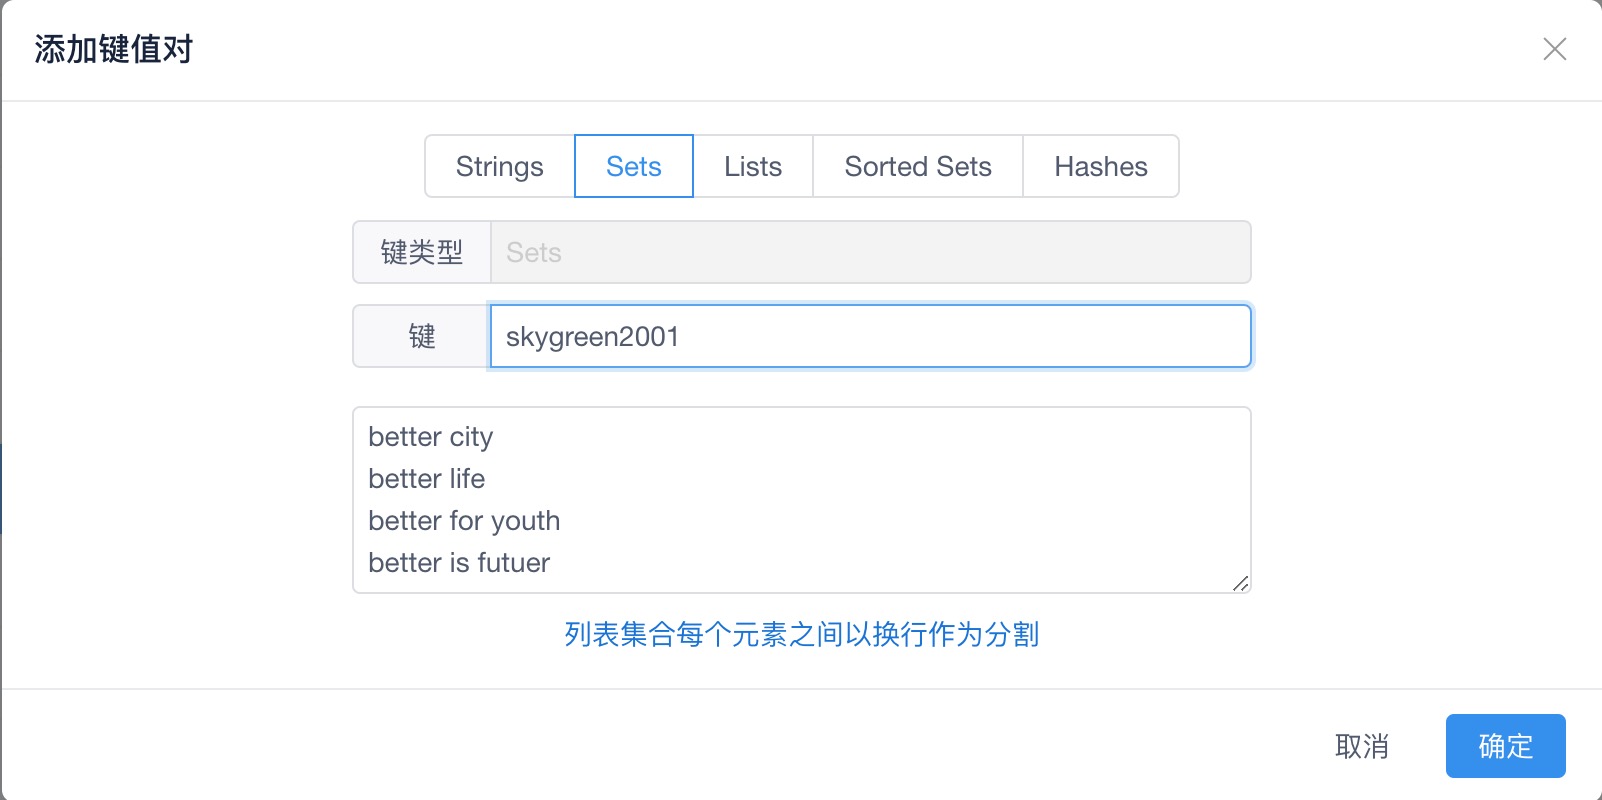 添加键值对
Strings Sets Lists Sorted Sets Hashes
键类型 Sets
键 skygreen2001
better city
better life
better for youth
better is futuer
列表集合每个元素之间以换行作为分割
取消 确定